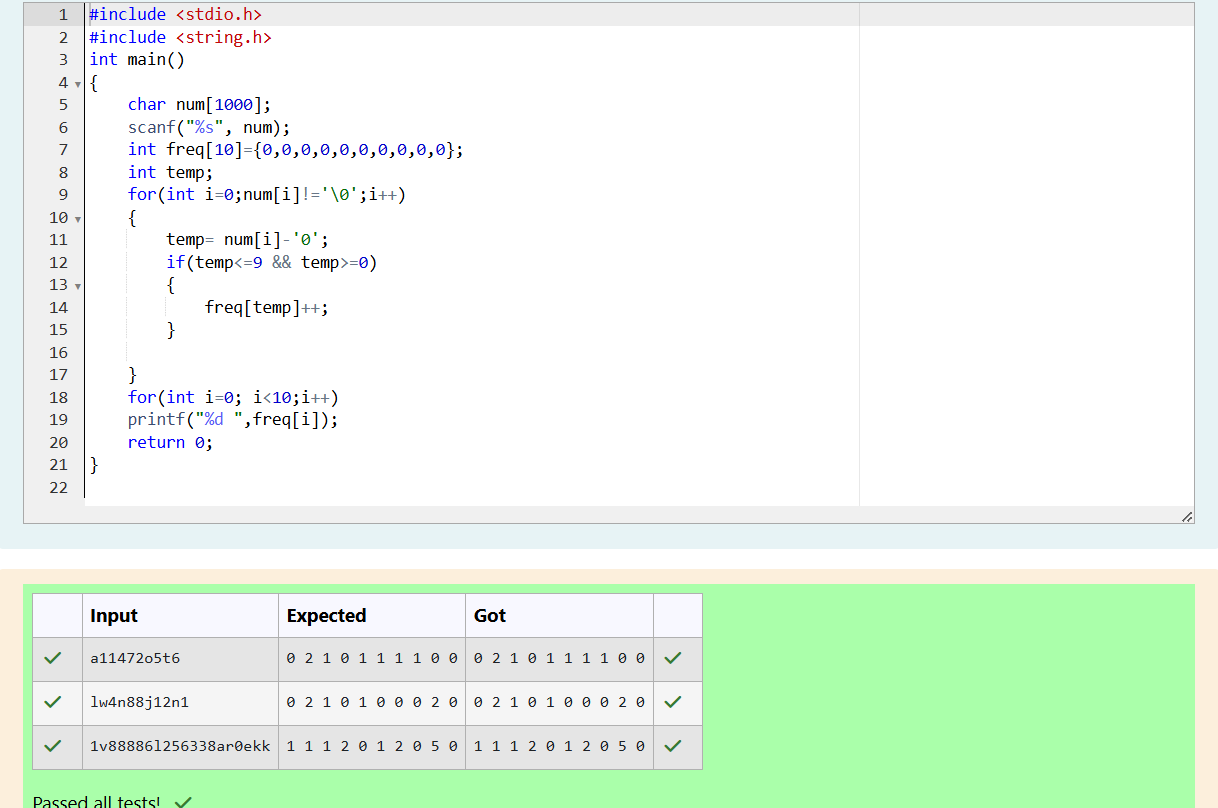 1 #include <stdio.h>
2 #include <string.h>
3 int main()
4 {
5 char num[1000];
6 scanf("%s", num);
7 int freq[10]={0,0,0,0,0,0,0,0,0,0};
8 int temp;
9 for(int i=0;num[i]!='\0';i++)
10 {
11 temp= num[i]-'0';
12 if(temp<=9 && temp>=0)
13 {
14 freq[temp]++;
15 }
16
17 }
18 for(int i=0; i<10;i++)
19 printf("%d ",freq[i]);
20 return 0;
21 }
22
Input Expected Got
a11472o5t6 0 2 1 0 1 1 1 1 0 0 0 2 1 0 1 1 1 1 0 0
lw4n88j12n1 0 2 1 0 1 0 0 0 2 0 0 2 1 0 1 0 0 0 2 0
1v88886l256338ar0ekk 1 1 1 2 0 1 2 0 5 0 1 1 1 2 0 1 2 0 5 0
Passed all tests!